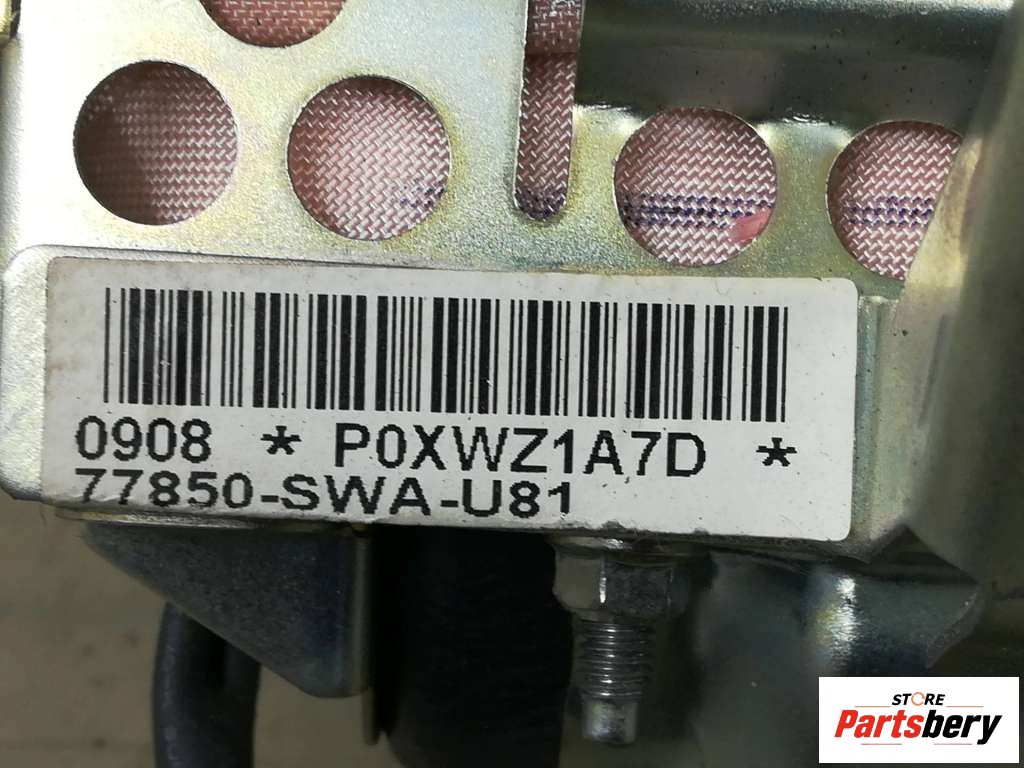 0908 * P0XWZ1A7D *
77850-SWA-U81
STORE
Partsbery